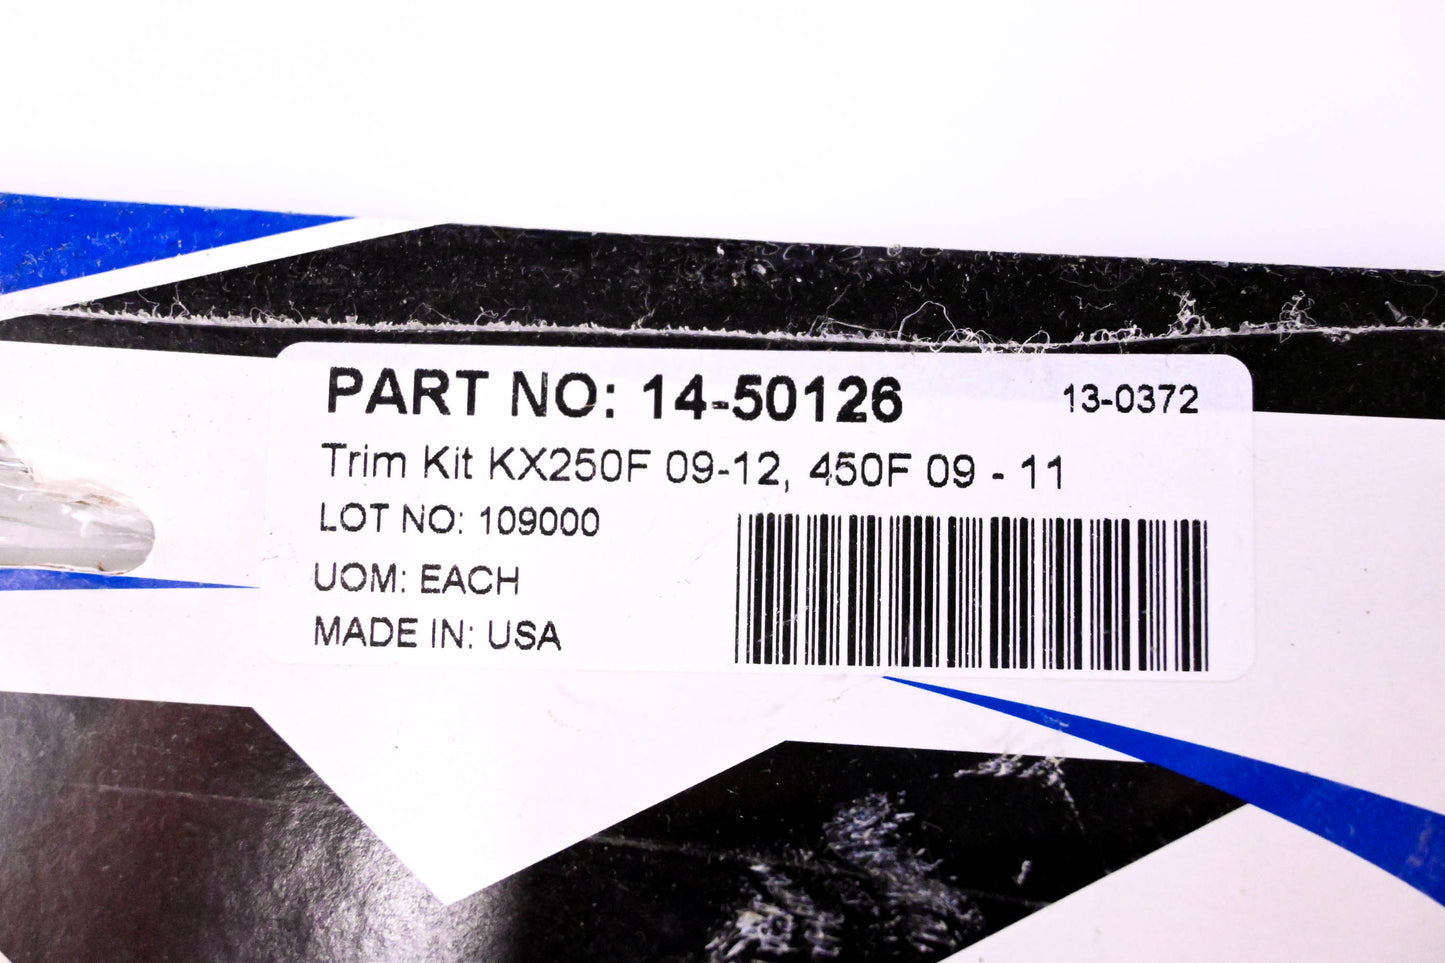 PART NO: 14-50126 13-0372
Trim Kit KX250F 09-12, 450F 09 - 11
LOT NO: 109000
UOM: EACH
MADE IN: USA